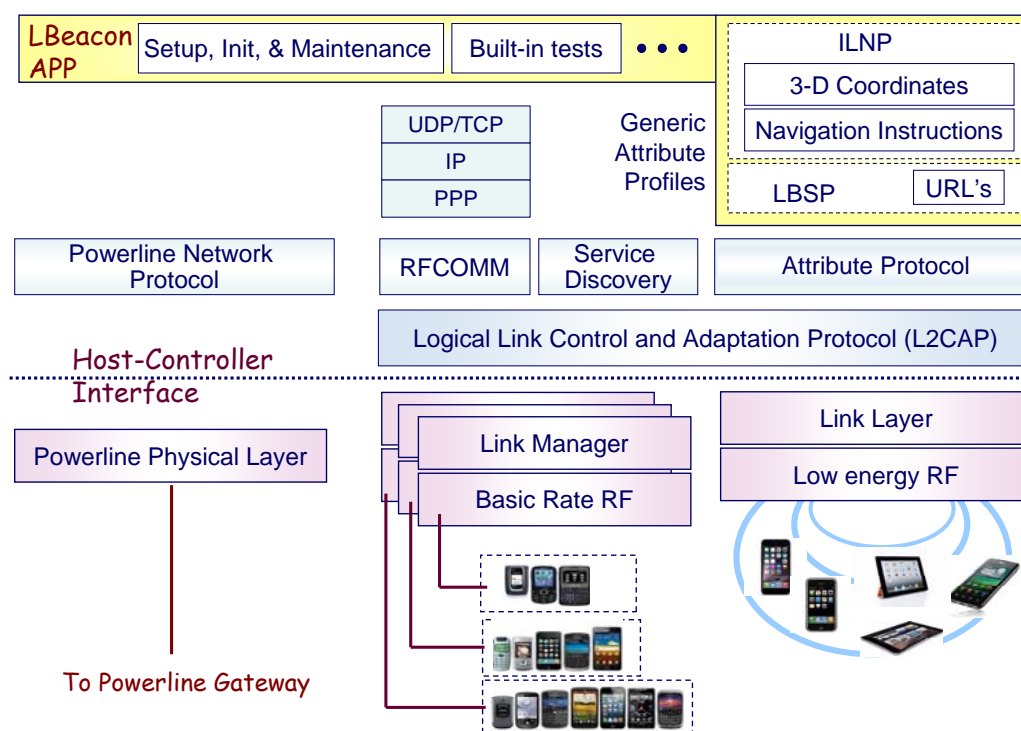 LBeacon
APP
Setup, Init, & Maintenance
Built-in tests
• • •
ILNP
3-D Coordinates
Navigation Instructions
LBSP
URL's
UDP/TCP
IP
PPP
Generic
Attribute
Profiles
Powerline Network
Protocol
RFCOMM
Service
Discovery
Attribute Protocol
Logical Link Control and Adaptation Protocol (L2CAP)
Host-Controller
Interface
Powerline Physical Layer
Link Manager
Basic Rate RF
Link Layer
Low energy RF
To Powerline Gateway